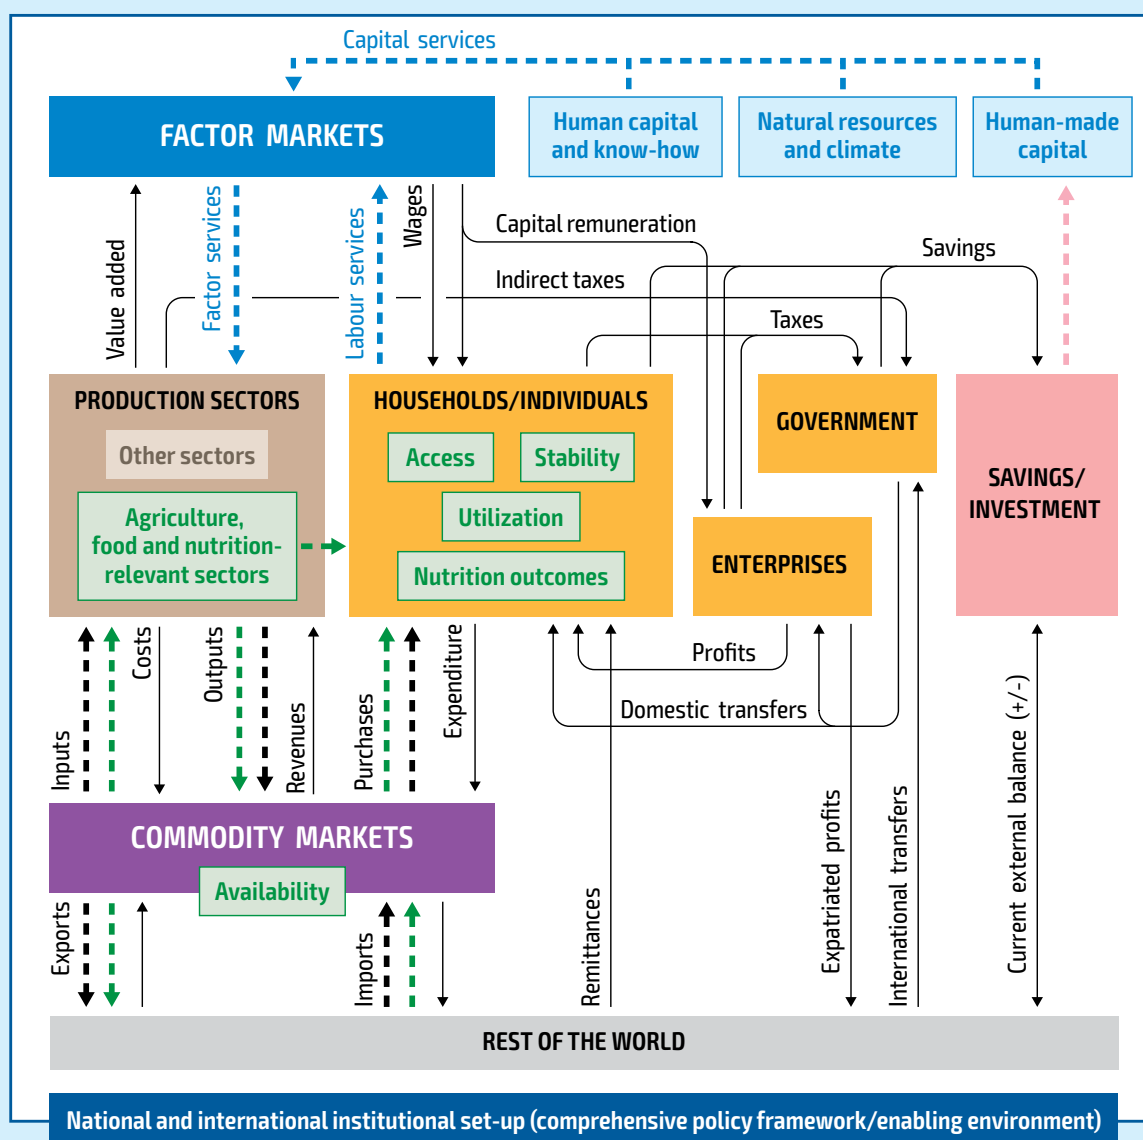 Capital services
FACTOR MARKETS
Human capital
and know-how
Natural resources
and climate
Human-made
capital
Value added
Factor services
Labour services
Wages
Capital remuneration
Savings
Indirect taxes
Taxes
PRODUCTION SECTORS
Other sectors
Agriculture,
food and nutrition-
relevant sectors
HOUSEHOLDS/INDIVIDUALS
Access
Stability
Utilization
Nutrition outcomes
GOVERNMENT
ENTERPRISES
SAVINGS/
INVESTMENT
Inputs
Costs
Outputs
Revenues
Purchases
Expenditure
Profits
Domestic transfers
COMMODITY MARKETS
Availability
Exports
Imports
Remittances
Expatriated profits
International transfers
Current external balance (+/-)
REST OF THE WORLD
National and international institutional set-up (comprehensive policy framework/enabling environment)